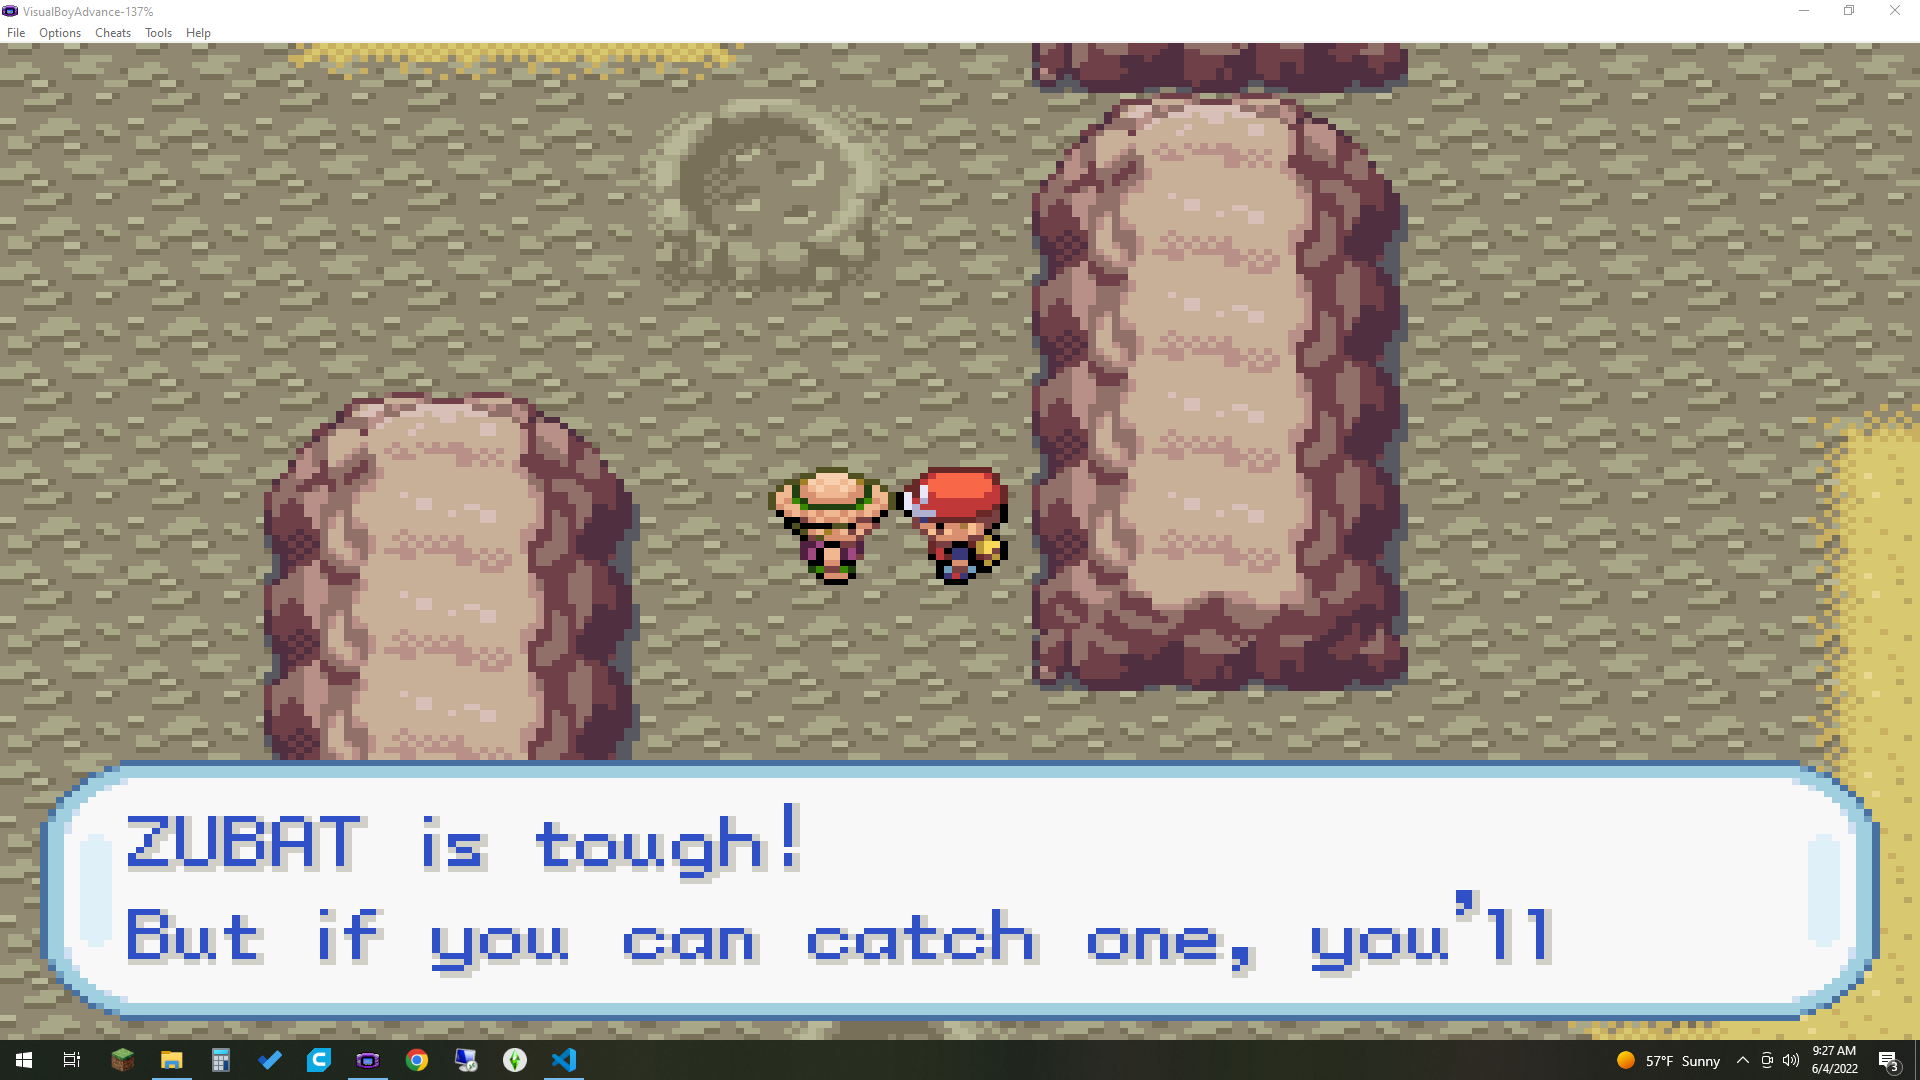 VisualBoyAdvance-137%
File Options Cheats Tools Help
ZUBAT is tough!
But if you can catch one, you'll
57°F Sunny
9:27 AM
6/4/2022
3